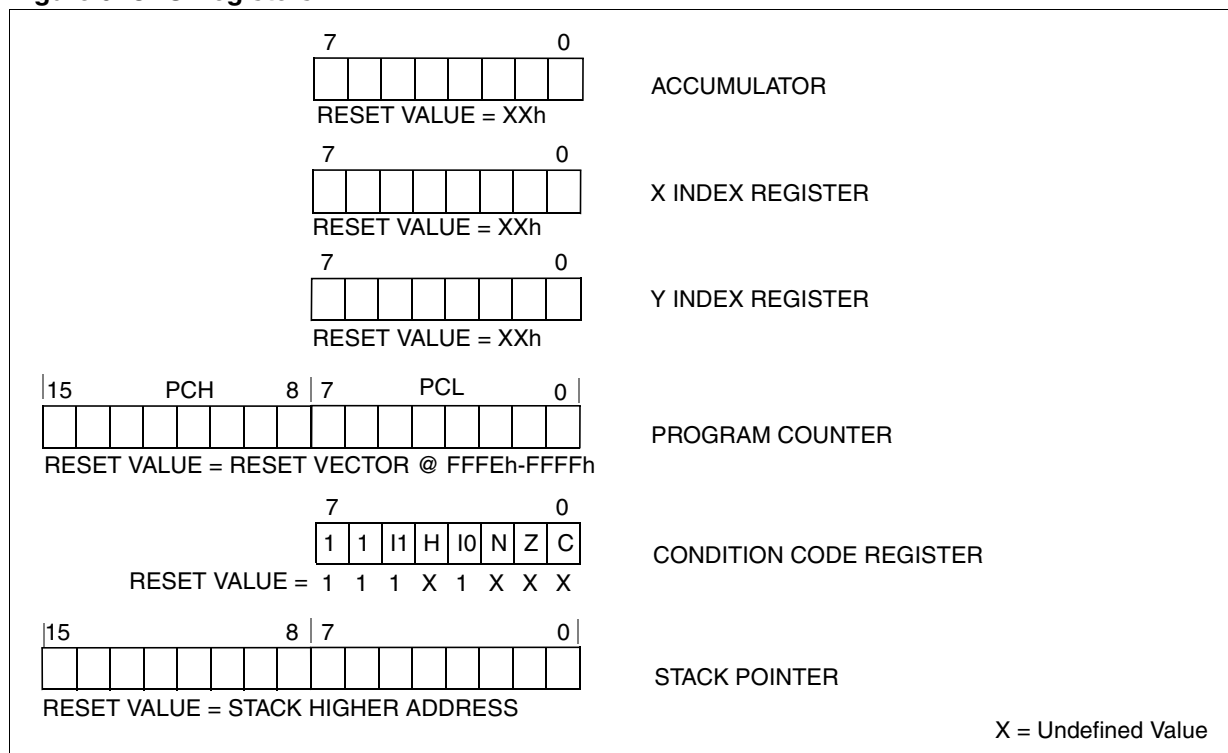 7 0
ACCUMULATOR
RESET VALUE = XXh
7 0
X INDEX REGISTER
RESET VALUE = XXh
7 0
Y INDEX REGISTER
RESET VALUE = XXh
15 PCH 8 7 PCL 0
PROGRAM COUNTER
RESET VALUE = RESET VECTOR @ FFFEh-FFFFh
7 0
1 1 I1 H I0 N Z C
CONDITION CODE REGISTER
RESET VALUE = 1 1 1 X 1 X X X
15 8 7 0
STACK POINTER
RESET VALUE = STACK HIGHER ADDRESS
X = Undefined Value